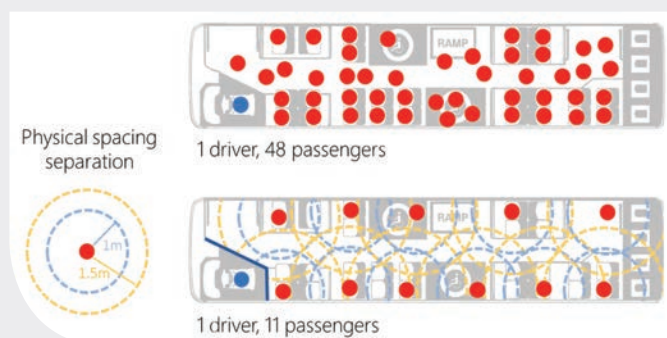 RAMP
1 driver, 48 passengers
Physical spacing
separation
1m
1.5m
RAMP
1 driver, 11 passengers